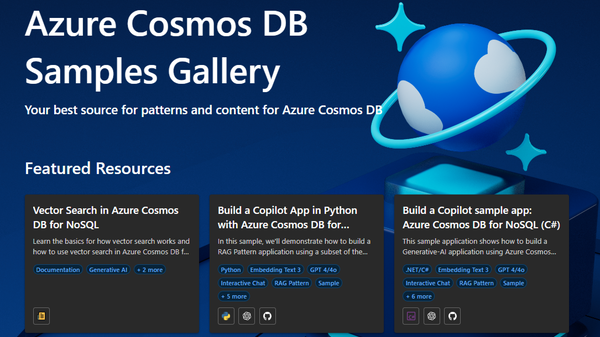 Azure Cosmos DB
Samples Gallery
Your best source for patterns and content for Azure Cosmos DB
Featured Resources
Vector Search in Azure Cosmos
DB for NoSQL
Learn the basics for how vector search works and
how to use vector search in Azure Cosmos DB f...
Documentation Generative AI + 2 more
Build a Copilot App in Python
with Azure Cosmos DB for...
In this sample, we'll demonstrate how to build a
RAG Pattern application using a subset of the...
Python Embedding Text 3 GPT 4/4o
Interactive Chat RAG Pattern Sample
+ 5 more
Build a Copilot sample app:
Azure Cosmos DB for NoSQL (C#)
This sample application shows how to build a
Generative-AI application using Azure Cosmos...
.NET/C# Embedding Text 3 GPT 4/4o
Interactive Chat RAG Pattern Sample
+ 6 more